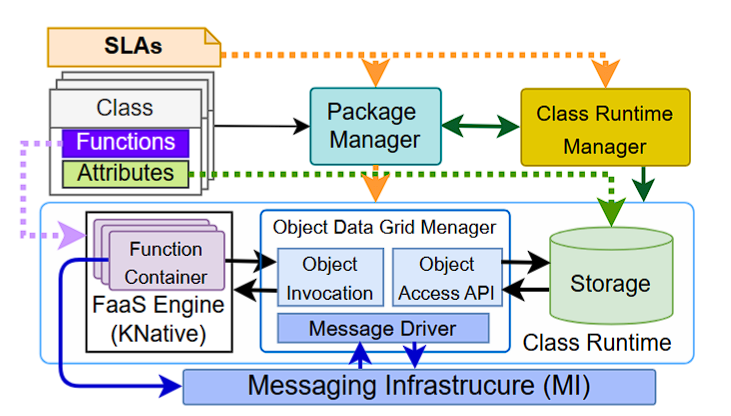 SLAs
Class
Functions
Attributes
Package
Manager
Class Runtime
Manager
Function
Container
FaaS Engine
(KNative)
Object Data Grid Menager
Object
Invocation
Object
Access API
Message Driver
Storage
Class Runtime
Messaging Infrastrucure (MI)